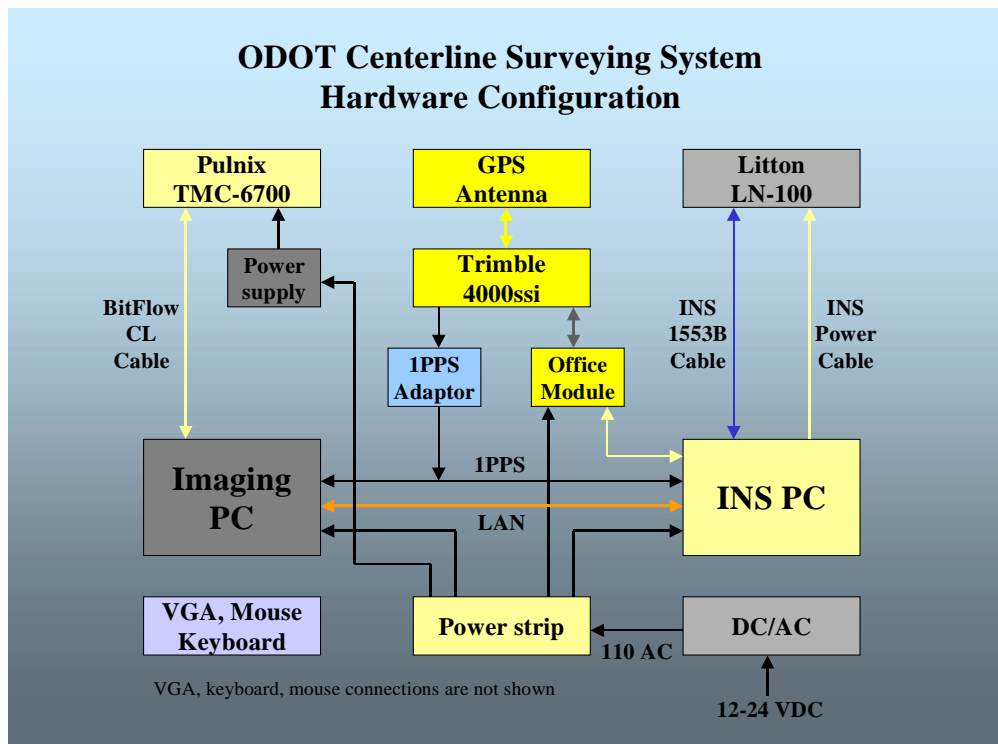 ODOT Centerline Surveying System
Hardware Configuration
Pulnix
TMC-6700
GPS
Antenna
Litton
LN-100
Power
supply
Trimble
4000ssi
BitFlow
CL
Cable
INS
1553B
Cable
INS
Power
Cable
1PPS
Adaptor
Office
Module
Imaging
PC
1PPS
LAN
INS PC
VGA, Mouse
Keyboard
Power strip
110 AC
DC/AC
VGA, keyboard, mouse connections are not shown
12-24 VDC